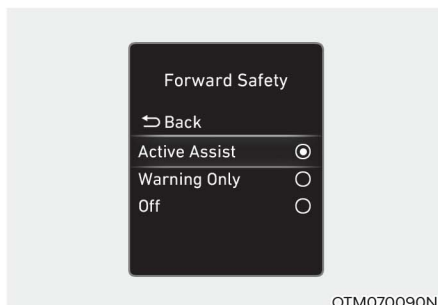 Forward Safety
Back
Active Assist
Warning Only
Off
OTM070090N